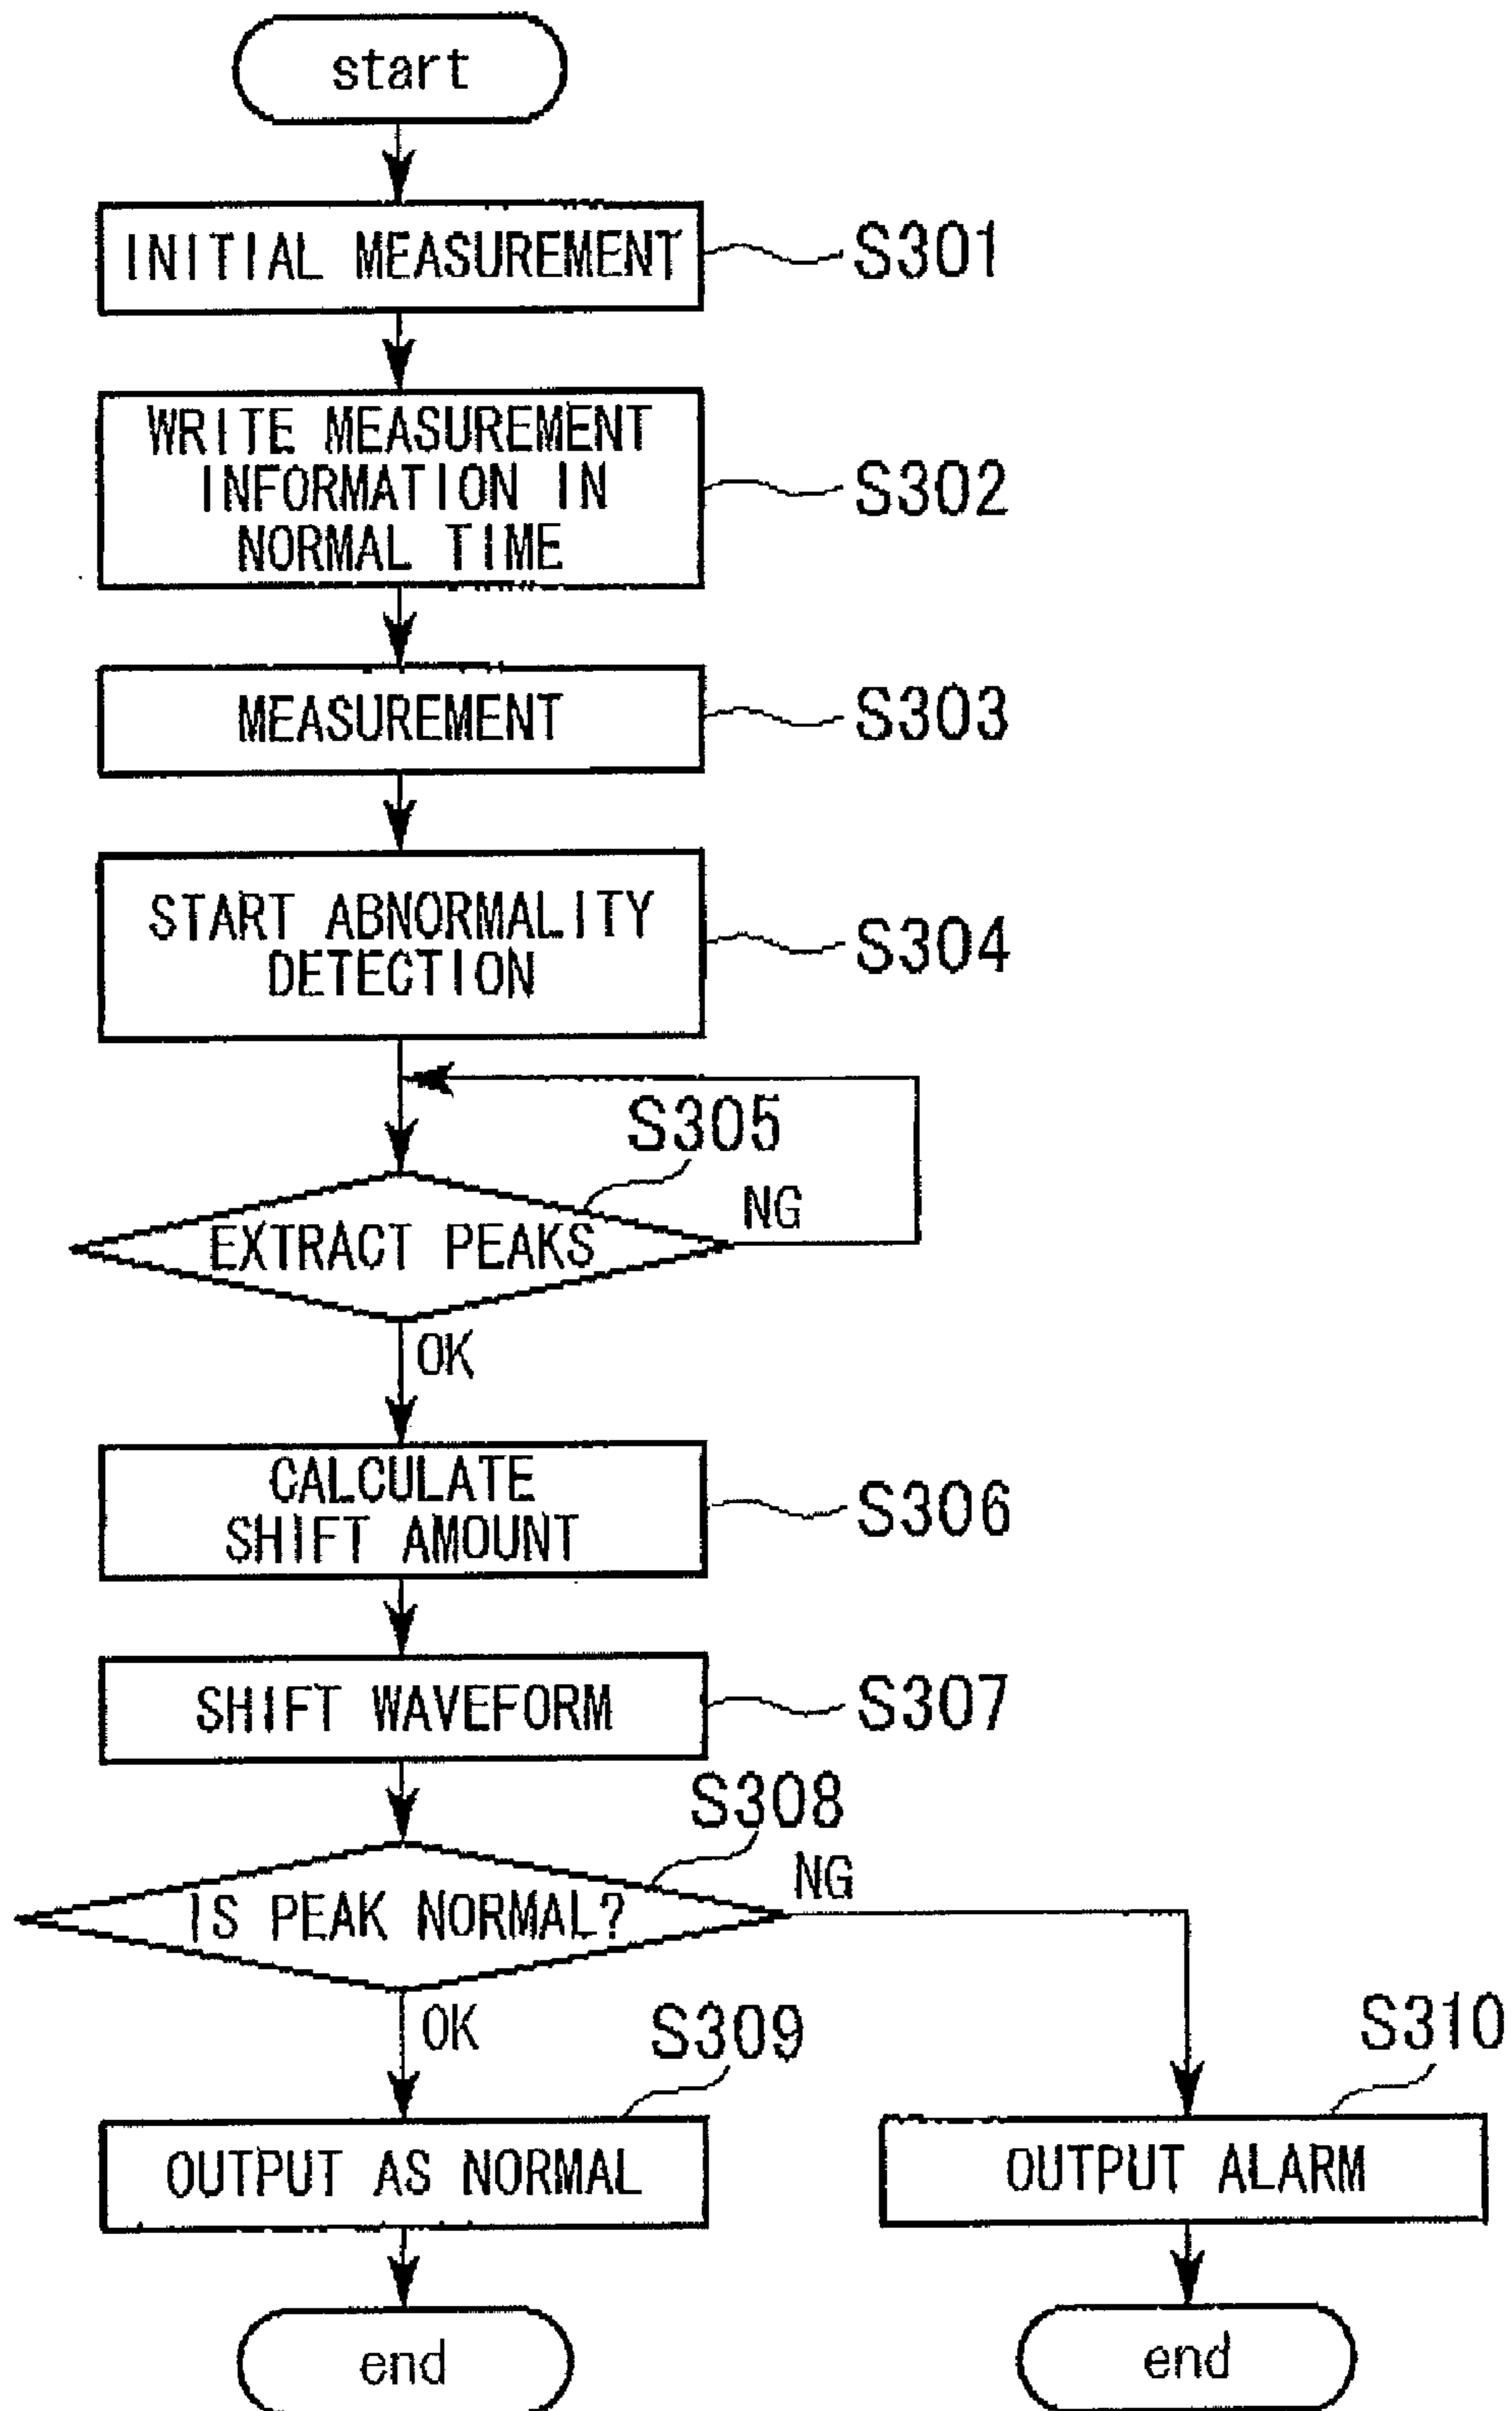 start
INITIAL MEASUREMENT
S301
WRITE MEASUREMENT
INFORMATION IN
NORMAL TIME
S302
MEASUREMENT
S303
START ABNORMALITY
DETECTION
S304
S305
NG
EXTRACT PEAKS
OK
CALCULATE
SHIFT AMOUNT
S306
SHIFT WAVEFORM
S307
S308
NG
IS PEAK NORMAL?
OK
S309
S310
OUTPUT AS NORMAL
OUTPUT ALARM
end
end